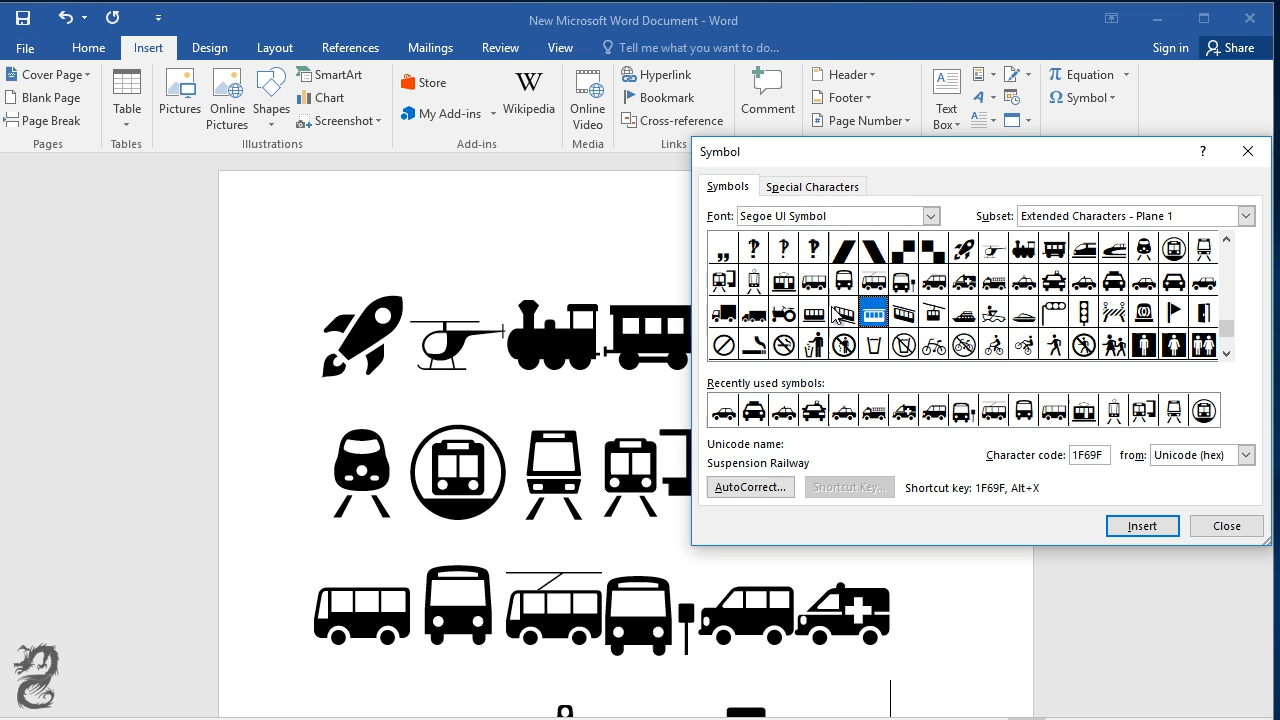 New Microsoft Word Document - Word
File Home Insert Design Layout References Mailings Review View Tell me what you want to do... Sign in Share
Cover Page
Blank Page
Page Break
Pages
Table
Tables
Pictures
Online Pictures
Shapes
SmartArt
Chart
Screenshot
Illustrations
Store
My Add-ins
Wikipedia
Add-ins
Online Video
Media
Hyperlink
Bookmark
Cross-reference
Links
Comment
Header
Footer
Page Number
Text Box
Equation
Symbol
Symbol
Symbols Special Characters
Font: Segoe UI Symbol Subset: Extended Characters - Plane 1
Recently used symbols:
Unicode name:
Suspension Railway
Character code: 1F69F from: Unicode (hex)
AutoCorrect... Shortcut Key... Shortcut key: 1F69F, Alt+X
Insert Close